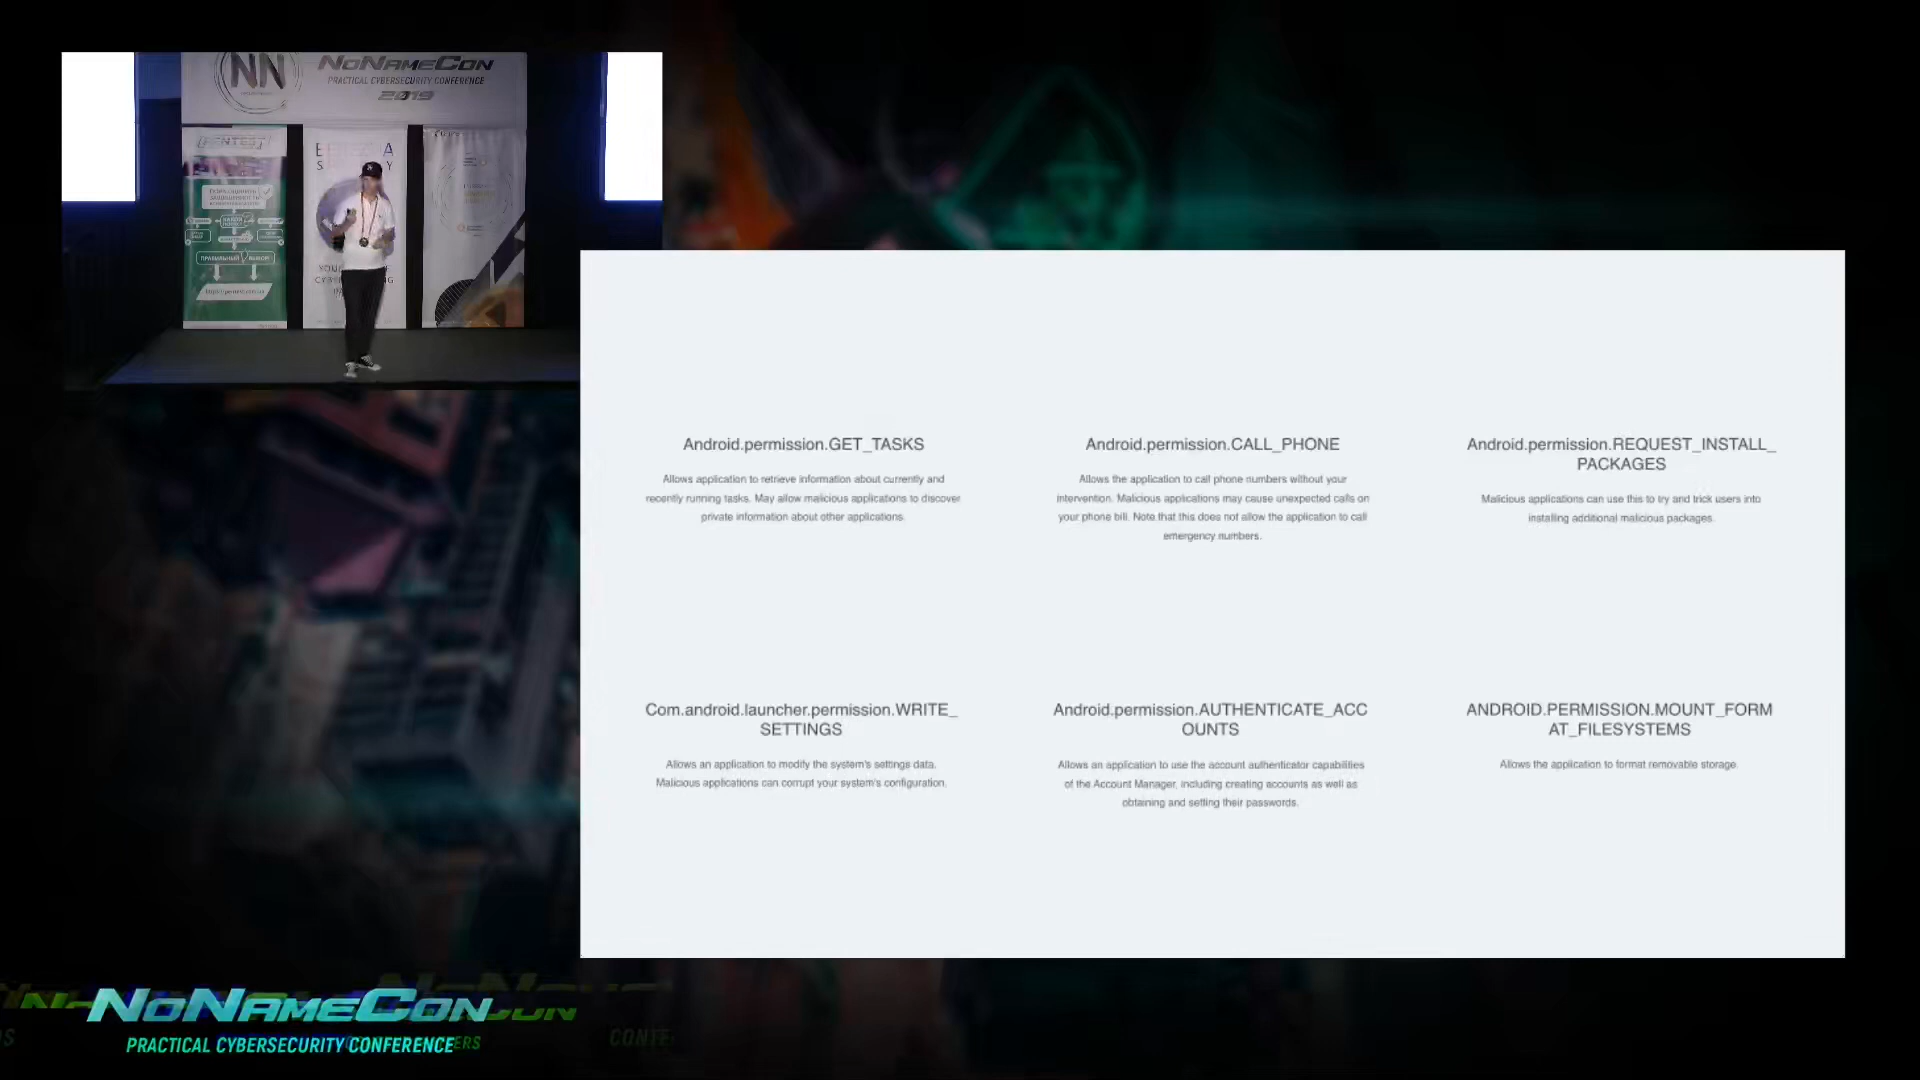 NN
NoNameCon
PRACTICAL CYBERSECURITY CONFERENCE
2019
Android.permission.GET_TASKS
Allows application to retrieve information about currently and
recently running tasks. May allow malicious applications to discover
private information about other applications.
Android.permission.CALL_PHONE
Allows the application to call phone numbers without your
intervention. Malicious applications may cause unexpected calls on
your phone bill. Note that this does not allow the application to call
emergency numbers.
Android.permission.REQUEST_INSTALL_
PACKAGES
Malicious applications can use this to try and trick users into
installing additional malicious packages.
Com.android.launcher.permission.WRITE_
SETTINGS
Allows an application to modify the system's settings data.
Malicious applications can corrupt your system's configuration.
Android.permission.AUTHENTICATE_ACC
OUNTS
Allows an application to use the account authenticator capabilities
of the Account Manager, including creating accounts as well as
obtaining and setting their passwords.
ANDROID.PERMISSION.MOUNT_FORM
AT_FILESYSTEMS
Allows the application to format removable storage.
NoNameCon
PRACTICAL CYBERSECURITY CONFERENCE